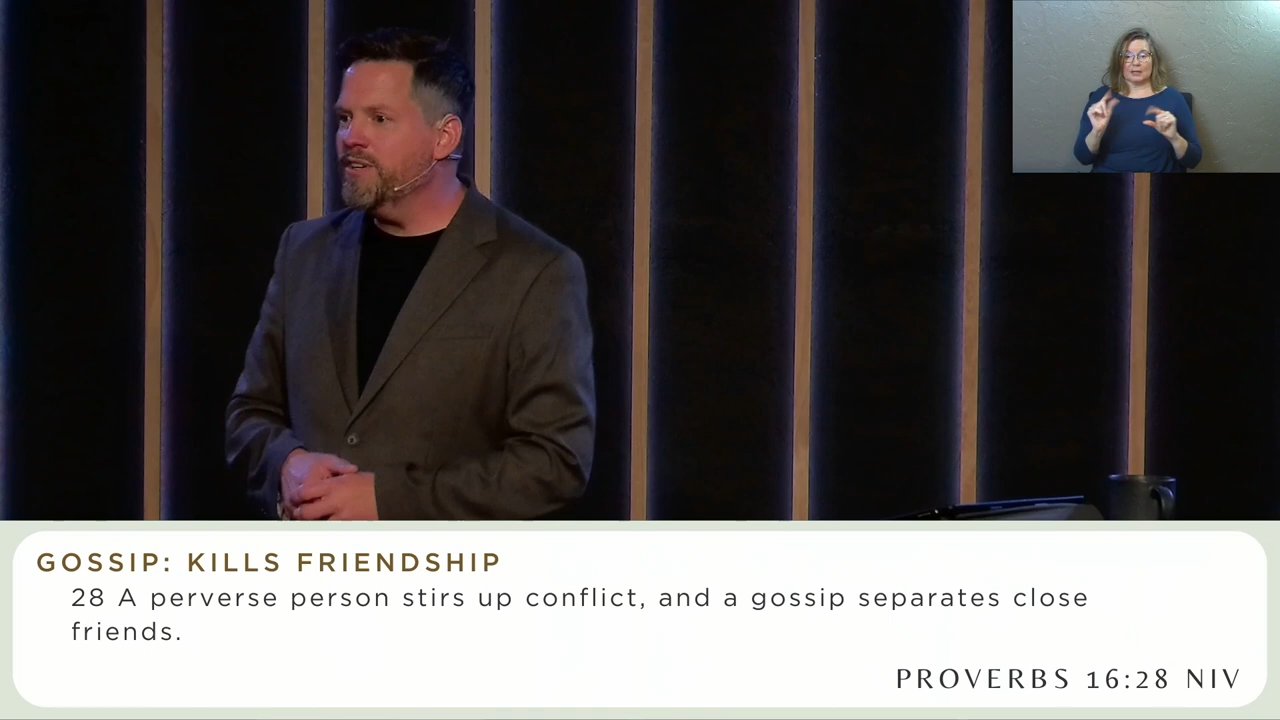 GOSSIP: KILLS FRIENDSHIP
28 A perverse person stirs up conflict, and a gossip separates close
friends.
PROVERBS 16:28 NIV